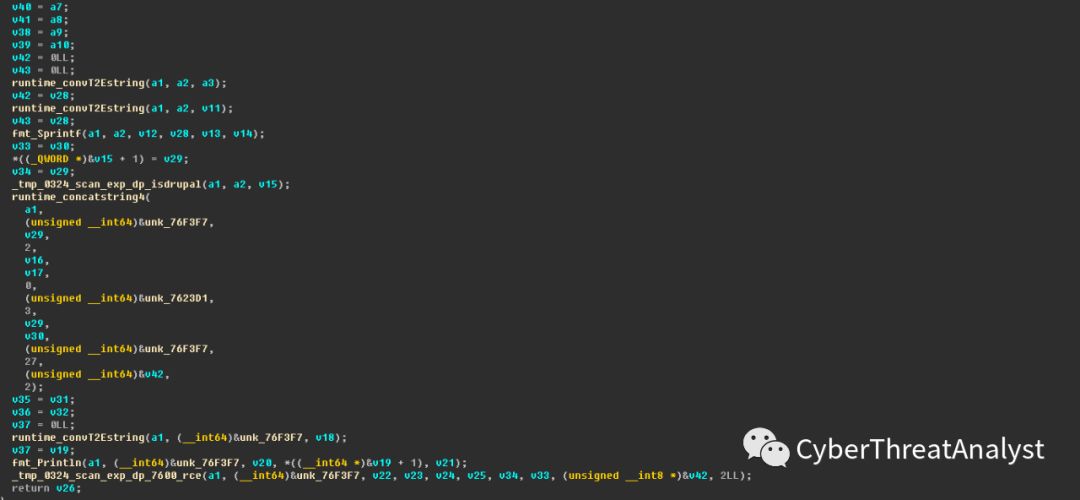 v40 = a7;
v41 = a8;
v38 = a9;
v39 = a10;
v42 = 0LL;
v43 = 0LL;
runtime_convT2Estring(a1, a2, a3);
v42 = v28;
runtime_convT2Estring(a1, a2, v11);
v43 = v28;
fmt_Sprintf(a1, a2, v12, v28, v13, v14);
v33 = v30;
*((_QWORD *)&v15 + 1) = v29;
v34 = v29;
_tmp_0324_scan_exp_dp_isdrupal(a1, a2, v15);
runtime_concatstring4(
a1,
(unsigned __int64)&unk_76F3F7,
v29,
2,
v16,
v17,
0,
(unsigned __int64)&unk_7623D1,
3,
v29,
v30,
(unsigned __int64)&unk_76F3F7,
27,
(unsigned __int64)&v42,
2);
v35 = v31;
v36 = v32;
v37 = 0LL;
runtime_convT2Estring(a1, (__int64)&unk_76F3F7, v18);
v37 = v19;
fmt_Println(a1, (__int64)&unk_76F3F7, v20, *((__int64 *)&v19 + 1), v21);
_tmp_0324_scan_exp_dp_7600_rce(a1, (__int64)&unk_76F3F7, v22, v23, v24, v25, v34, v33, (unsigned __int8 *)&v42, 2LL);
return v26;
CyberThreatAnalyst